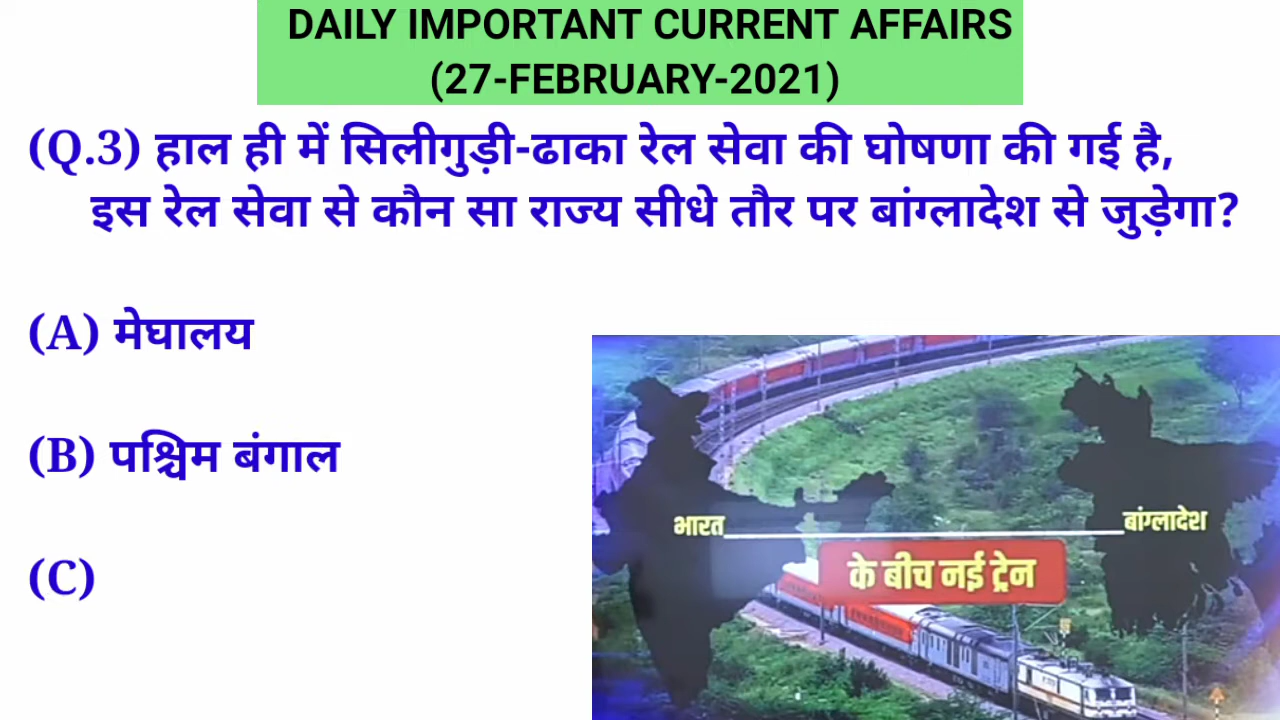 DAILY IMPORTANT CURRENT AFFAIRS
(27-FEBRUARY-2021)
(Q.3) हाल ही में सिलीगुड़ी-ढाका रेल सेवा की घोषणा की गई है,
इस रेल सेवा से कौन सा राज्य सीधे तौर पर बांग्लादेश से जुड़ेगा?
(A) मेघालय
(B) पश्चिम बंगाल
(C)
भारत
बांग्लादेश
के बीच नई ट्रेन